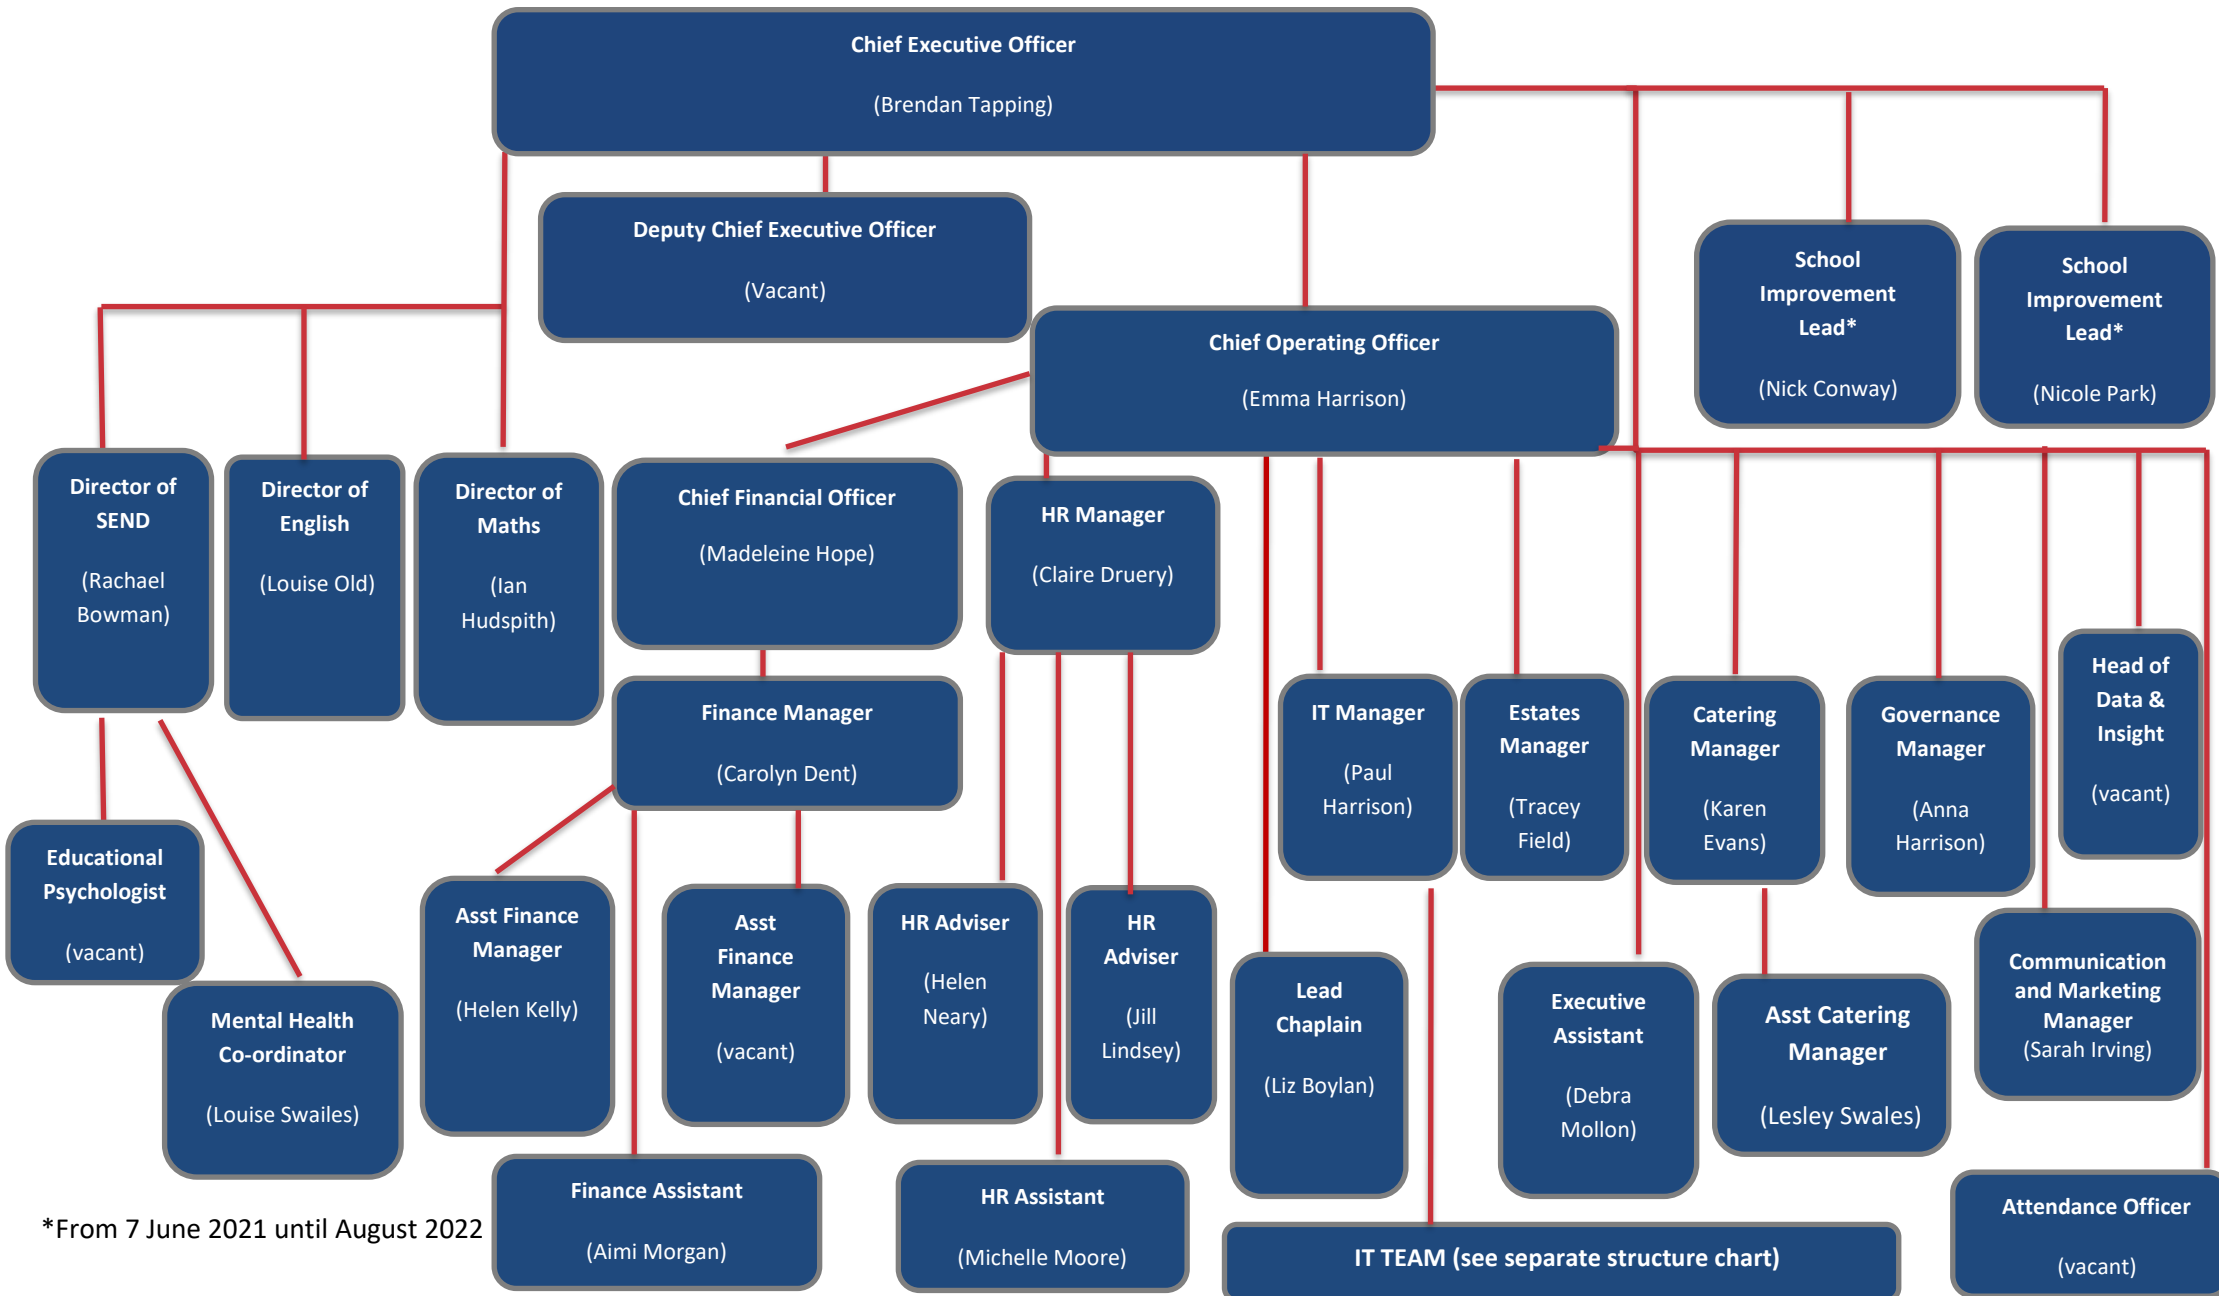 Chief Executive Officer
(Brendan Tapping)
Deputy Chief Executive Officer
(Vacant)
School
Improvement
Lead*
(Nick Conway)
School
Improvement
Lead*
(Nicole Park)
Chief Operating Officer
(Emma Harrison)
Director of
SEND
(Rachael
Bowman)
Director of
English
(Louise Old)
Director of
Maths
(Ian
Hudspith)
Chief Financial Officer
(Madeleine Hope)
HR Manager
(Claire Druery)
Finance Manager
(Carolyn Dent)
IT Manager
(Paul
Harrison)
Estates
Manager
(Tracey
Field)
Catering
Manager
(Karen
Evans)
Governance
Manager
(Anna
Harrison)
Head of
Data &
Insight
(vacant)
Educational
Psychologist
(vacant)
Mental Health
Co-ordinator
(Louise Swailes)
Asst Finance
Manager
(Helen Kelly)
Asst
Finance
Manager
(vacant)
HR Adviser
(Helen
Neary)
HR
Adviser
(Jill
Lindsey)
Lead
Chaplain
(Liz Boylan)
Executive
Assistant
(Debra
Mollon)
Asst Catering
Manager
(Lesley Swales)
Communication
and Marketing
Manager
(Sarah Irving)
Finance Assistant
(Aimi Morgan)
HR Assistant
(Michelle Moore)
IT TEAM (see separate structure chart)
Attendance Officer
(vacant)
*From 7 June 2021 until August 2022